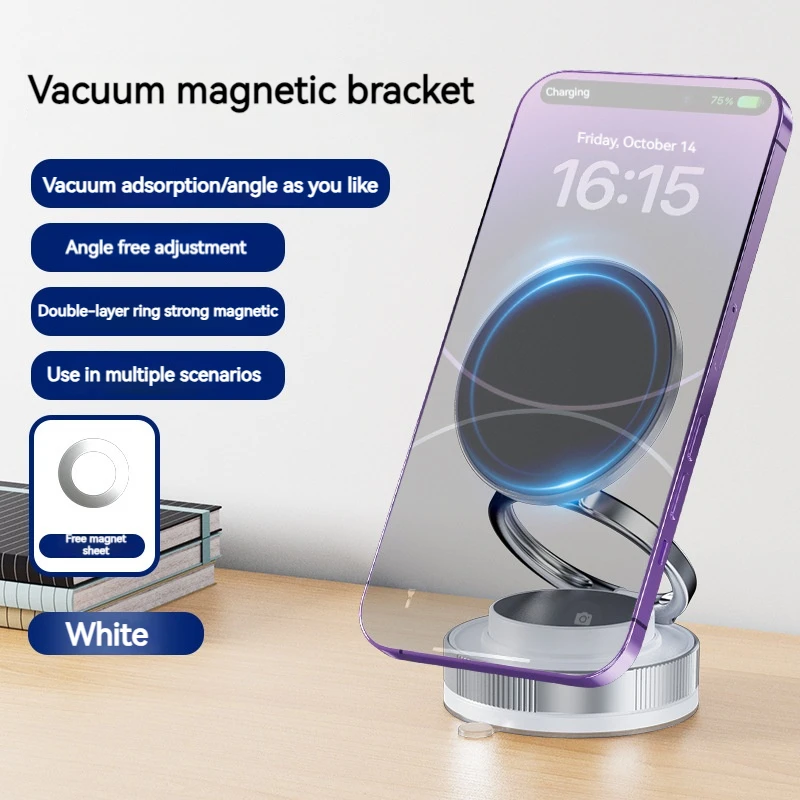 Vacuum magnetic bracket
Charging
75%
Friday, October 14
16:15
Vacuum adsorption/angle as you like
Angle free adjustment
Double-layer ring strong magnetic
Use in multiple scenarios
Free magnet
sheet
White